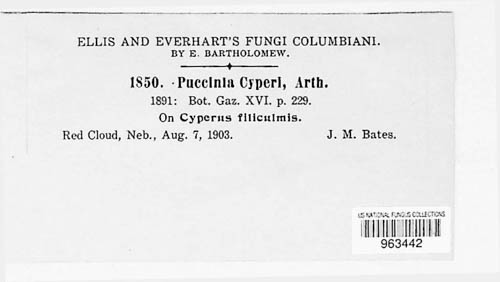 ELLIS AND EVERHART'S FUNGI COLUMBIANI.
BY E. BARTHOLOMEW.
1850. Puccinia Cyperi, Arth.
1891: Bot. Gaz. XVI. p. 229.
On Cyperus filiculmis.
Red Cloud, Neb., Aug. 7, 1903. J. M. Bates.
US NATIONAL FUNGUS COLLECTIONS
963442